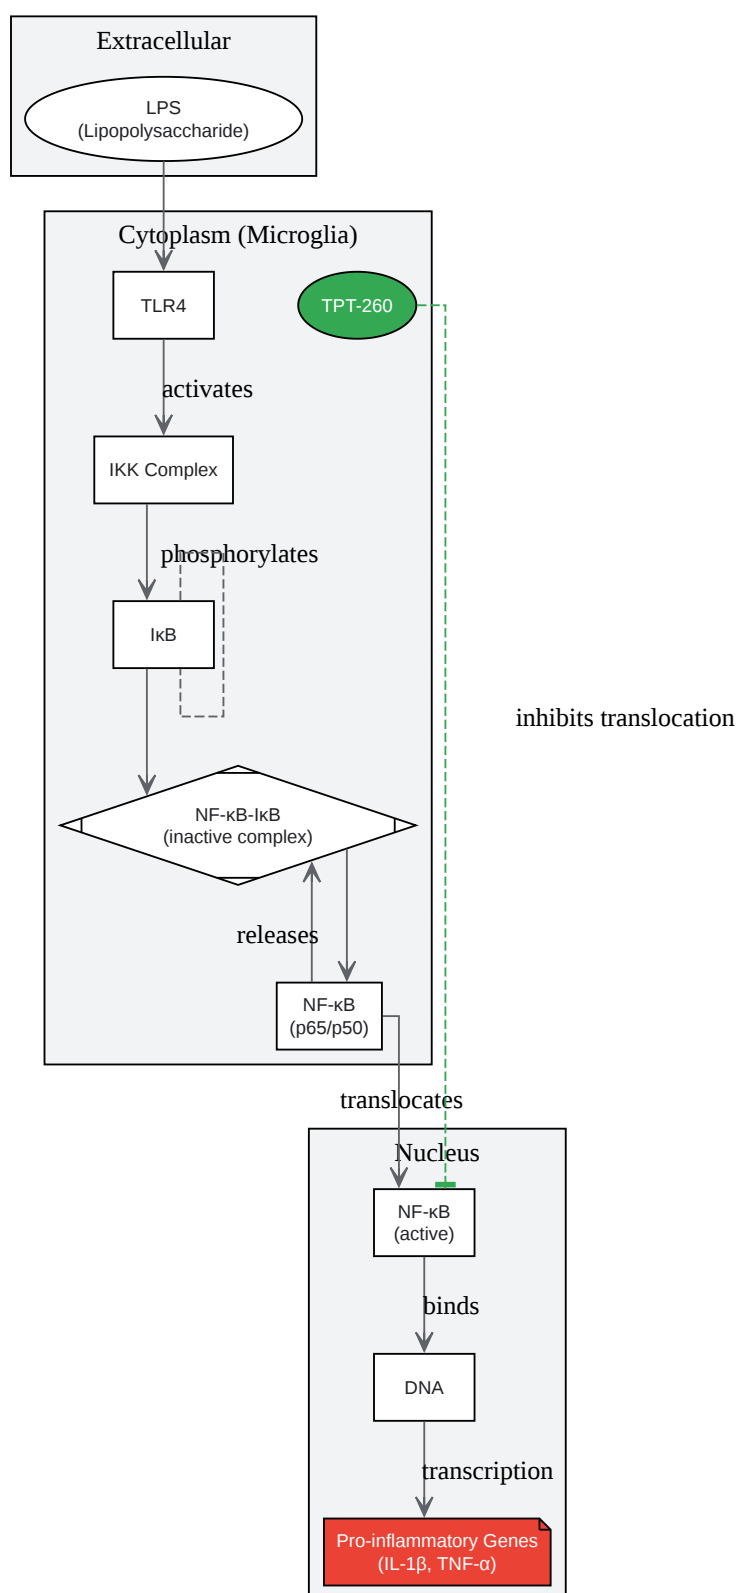 Extracellular
LPS
(Lipopolysaccharide)
Cytoplasm (Microglia)
TLR4
TPT-260
activates
IKK Complex
phosphorylates
IκB
inhibits translocation
NF-κB-IκB
(inactive complex)
releases
NF-κB
(p65/p50)
translocates
Nucleus
NF-κB
(active)
binds
DNA
transcription
Pro-inflammatory Genes
(IL-1β, TNF-α)